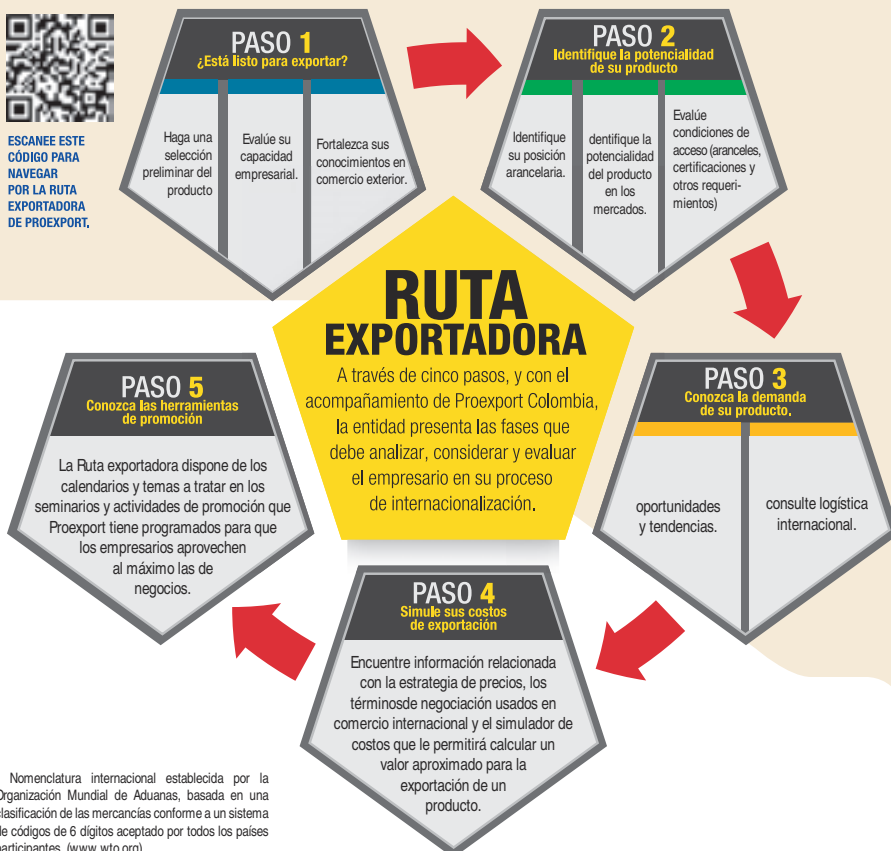 ESCANEE ESTE
CÓDIGO PARA
NAVEGAR
POR LA RUTA
EXPORTADORA
DE PROEXPORT.
PASO 1
¿Está listo para exportar?
Haga una
selección
preliminar del
producto
Evalúe su
capacidad
empresarial.
Fortalezca sus
conocimientos en
comercio exterior.
PASO 2
Identifique la potencialidad
de su producto
Identifique
su posición
arancelaria.
dentifique la
potencialidad
del producto
en los
mercados.
Evalúe
condiciones de
acceso (aranceles,
certificaciones y
otros requeri-
mientos)
RUTA
EXPORTADORA
A través de cinco pasos, y con el
acompañamiento de Proexport Colombia,
la entidad presenta las fases que
debe analizar, considerar y evaluar
el empresario en su proceso
de internacionalización.
PASO 3
Conozca la demanda
de su producto.
oportunidades
y tendencias.
consulte logística
internacional.
PASO 4
Simule sus costos
de exportación
Encuentre información relacionada
con la estrategia de precios, los
términosde negociación usados en
comercio internacional y el simulador de
costos que le permitirá calcular un
valor aproximado para la
exportación de un
producto.
PASO 5
Conozca las herramientas
de promoción
La Ruta exportadora dispone de los
calendarios y temas a tratar en los
seminarios y actividades de promoción que
Proexport tiene programados para que
los empresarios aprovechen
al máximo las de
negocios.
Nomenclatura internacional establecida por la
Organización Mundial de Aduanas, basada en una
clasificación de las mercancías conforme a un sistema
de códigos de 6 dígitos aceptado por todos los países
participantes. (www.wto.org)